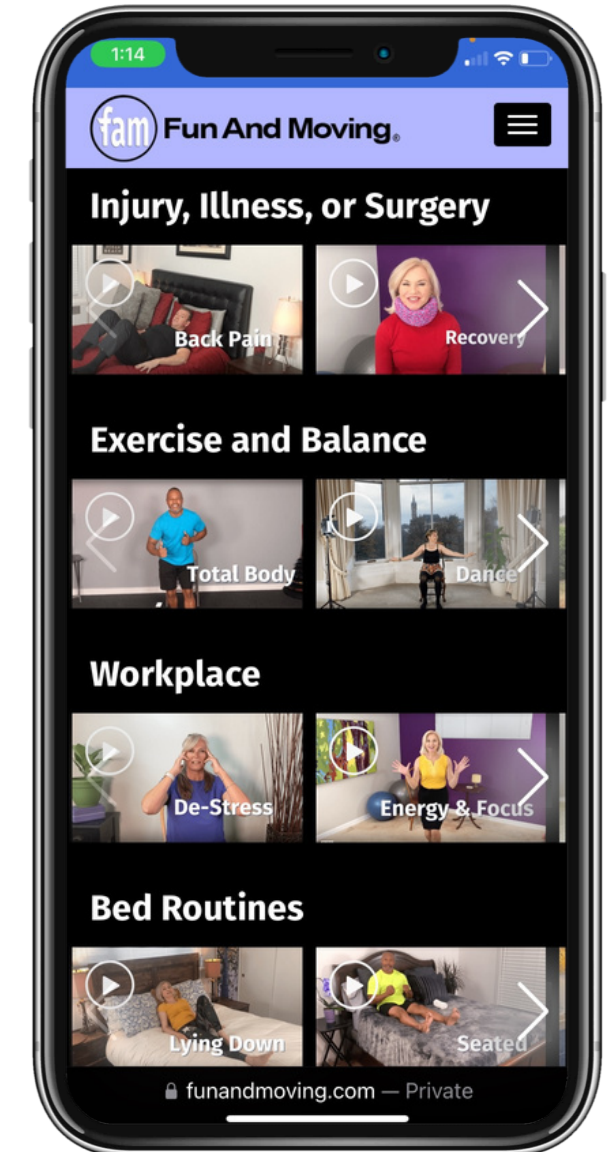 1:14
fam Fun And Moving®
Injury, Illness, or Surgery
Back Pain
Recovery
Exercise and Balance
Total Body
Dance
Workplace
De-Stress
Energy & Focus
Bed Routines
Lying Down
Seated
funandmoving.com — Private